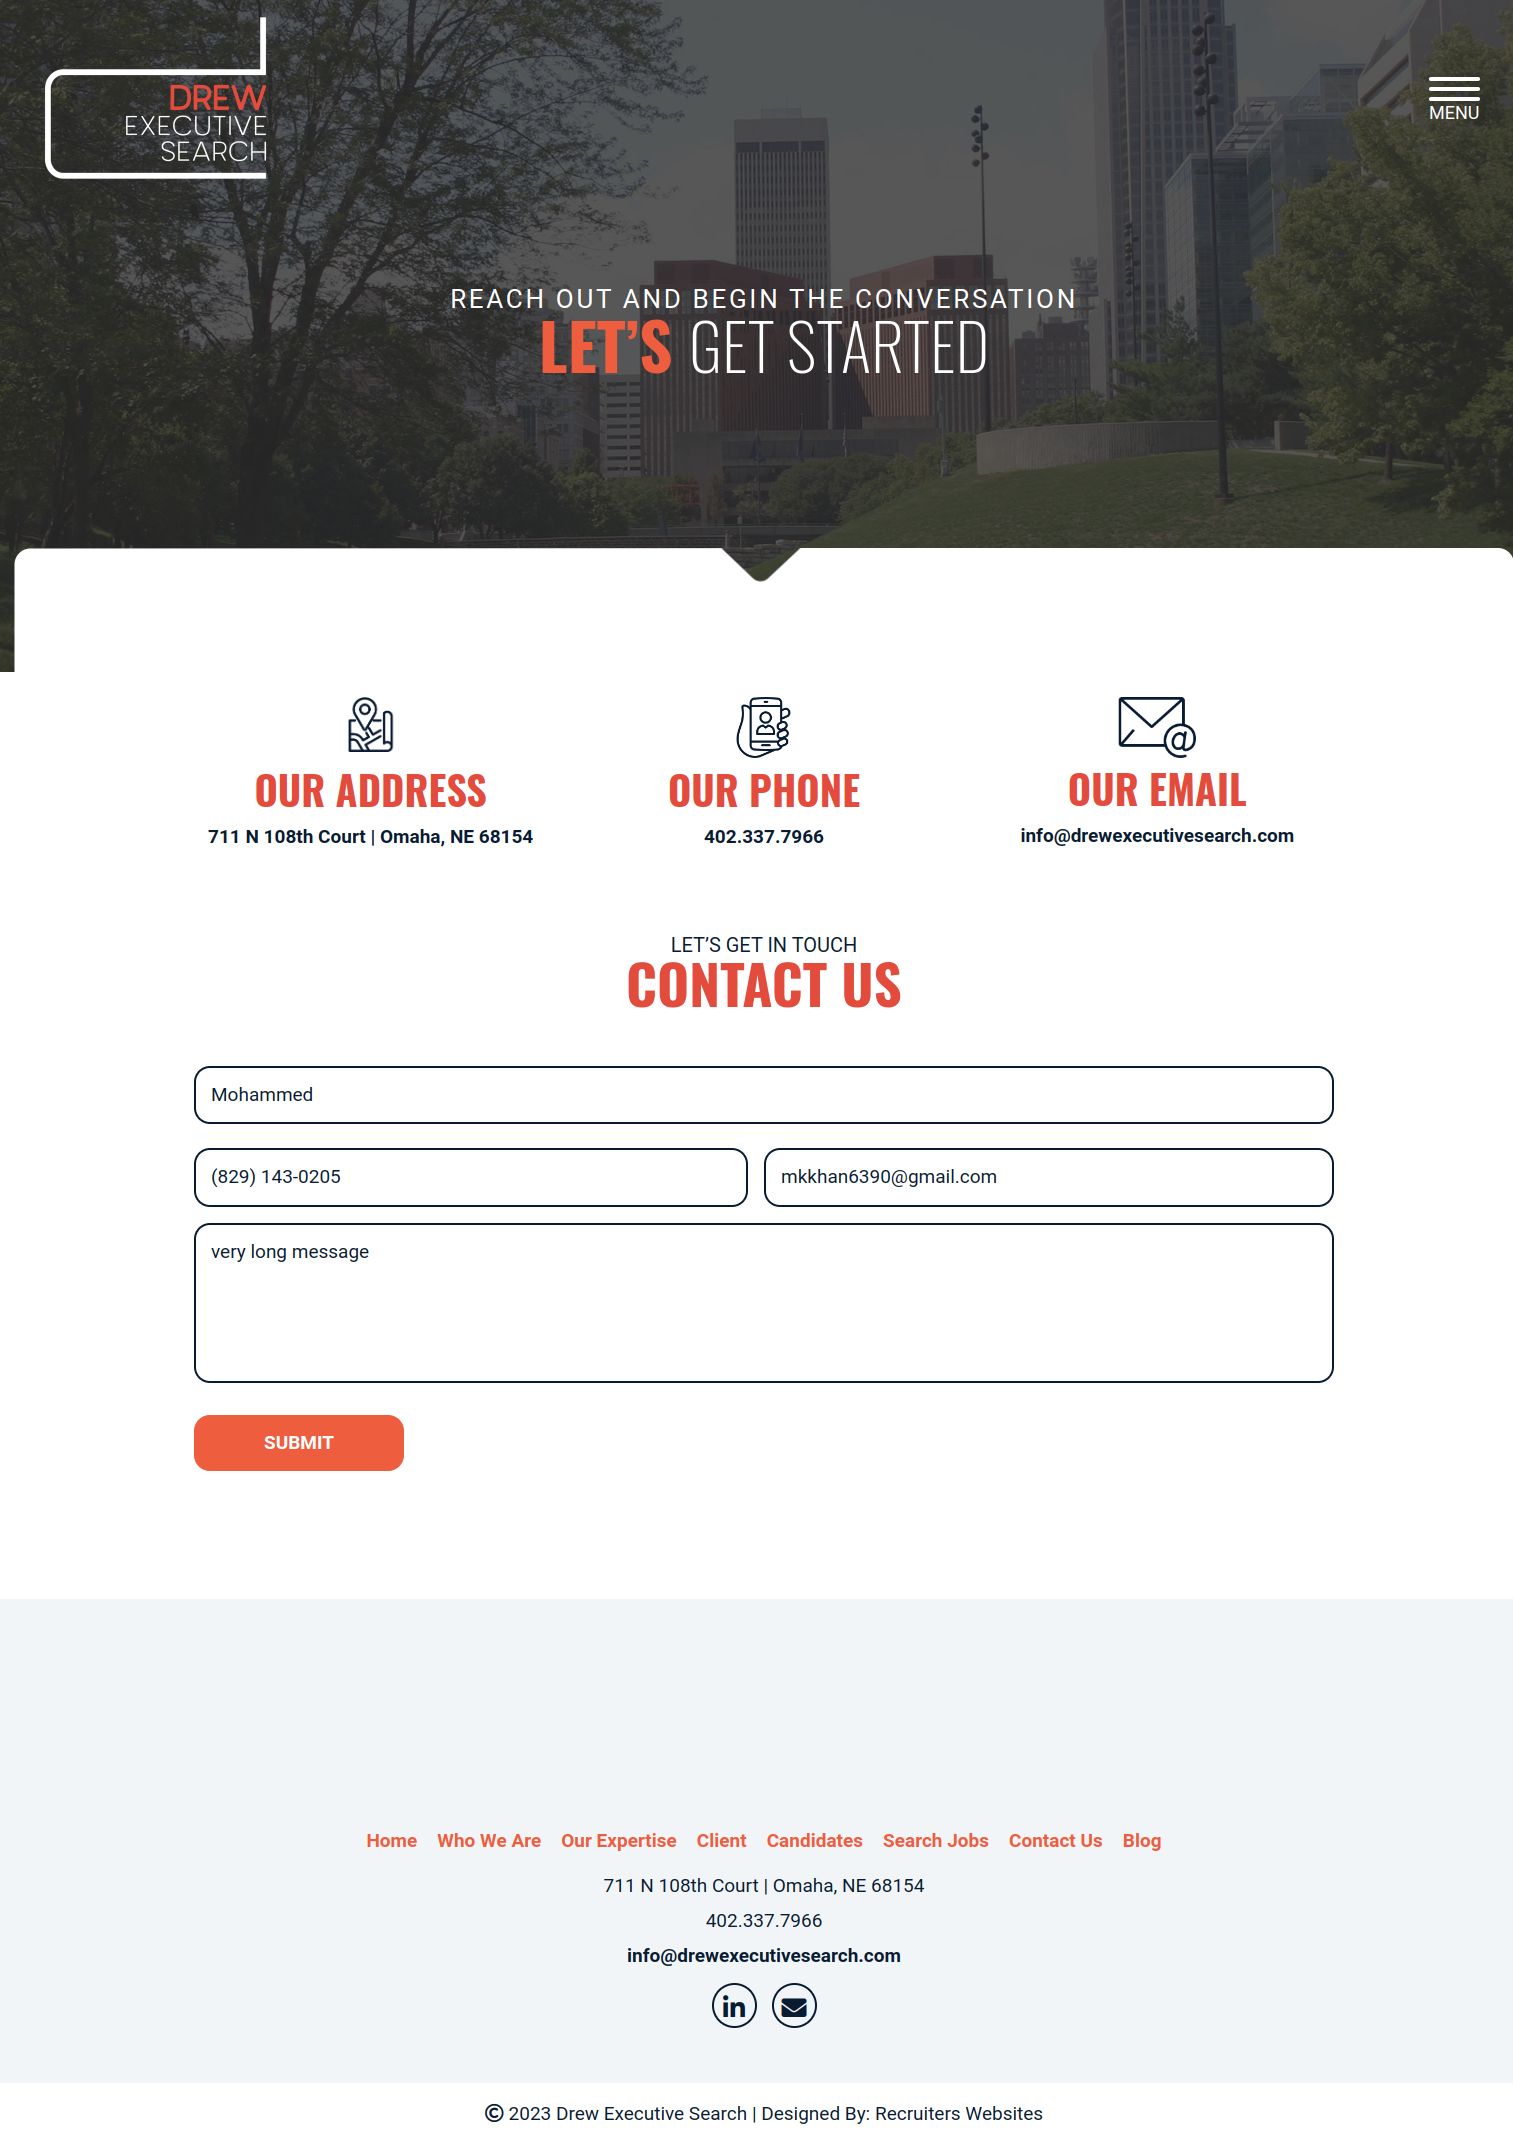 DREW
EXECUTIVE
SEARCH
MENU
REACH OUT AND BEGIN THE CONVERSATION
LET’S GET STARTED
OUR ADDRESS
711 N 108th Court | Omaha, NE 68154
OUR PHONE
402.337.7966
OUR EMAIL
info@drewexecutivesearch.com
LET’S GET IN TOUCH
CONTACT US
Mohammed
(829) 143-0205
mkkhan6390@gmail.com
very long message
SUBMIT
Home Who We Are Our Expertise Client Candidates Search Jobs Contact Us Blog
711 N 108th Court | Omaha, NE 68154
402.337.7966
info@drewexecutivesearch.com
in
© 2023 Drew Executive Search | Designed By: Recruiters Websites